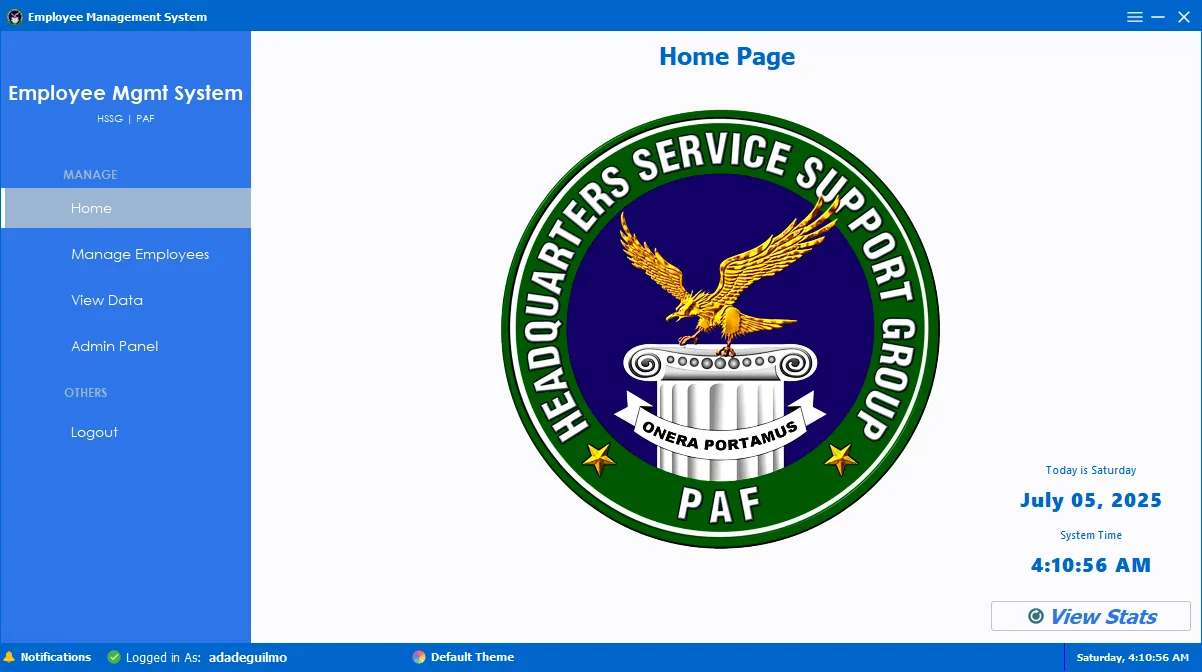 Employee Management System
Employee Mgmt System
HSSG | PAF
MANAGE
Home
Manage Employees
View Data
Admin Panel
OTHERS
Logout
Home Page
HEADQUARTERS SERVICE SUPPORT GROUP
ONERA PORTAMUS
PAF
Today is Saturday
July 05, 2025
System Time
4:10:56 AM
View Stats
Notifications
Logged in As: adadeguilmo
Default Theme
Saturday, 4:10:56 AM